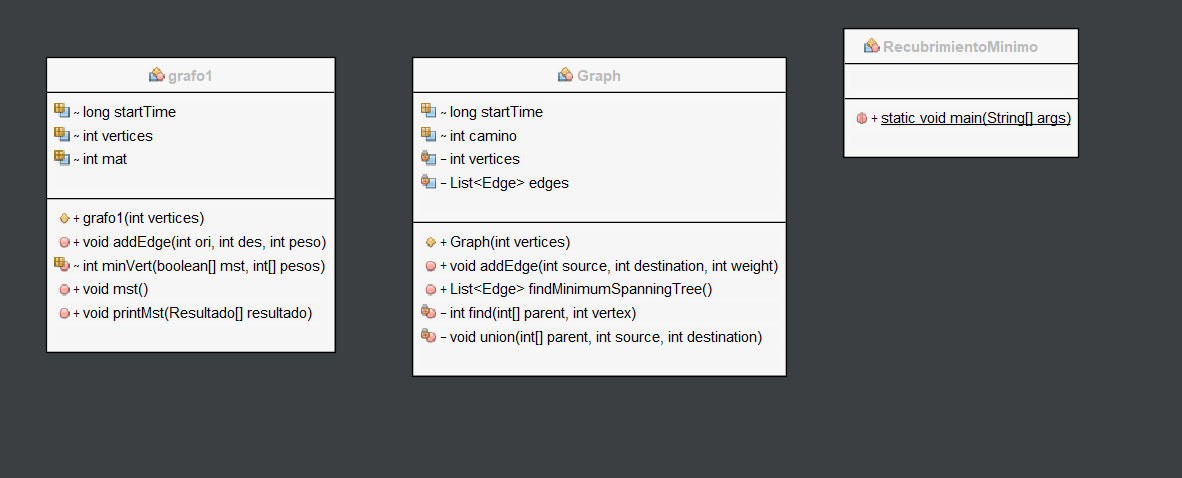 grafo1
~ long startTime
~ int vertices
~ int mat
+ grafo1(int vertices)
+ void addEdge(int ori, int des, int peso)
~ int minVert(boolean[] mst, int[] pesos)
+ void mst()
+ void printMst(Resultado[] resultado)
Graph
~ long startTime
~ int camino
− int vertices
− List<Edge> edges
+ Graph(int vertices)
+ void addEdge(int source, int destination, int weight)
+ List<Edge> findMinimumSpanningTree()
− int find(int[] parent, int vertex)
− void union(int[] parent, int source, int destination)
RecubrimientoMinimo
+ static void main(String[] args)